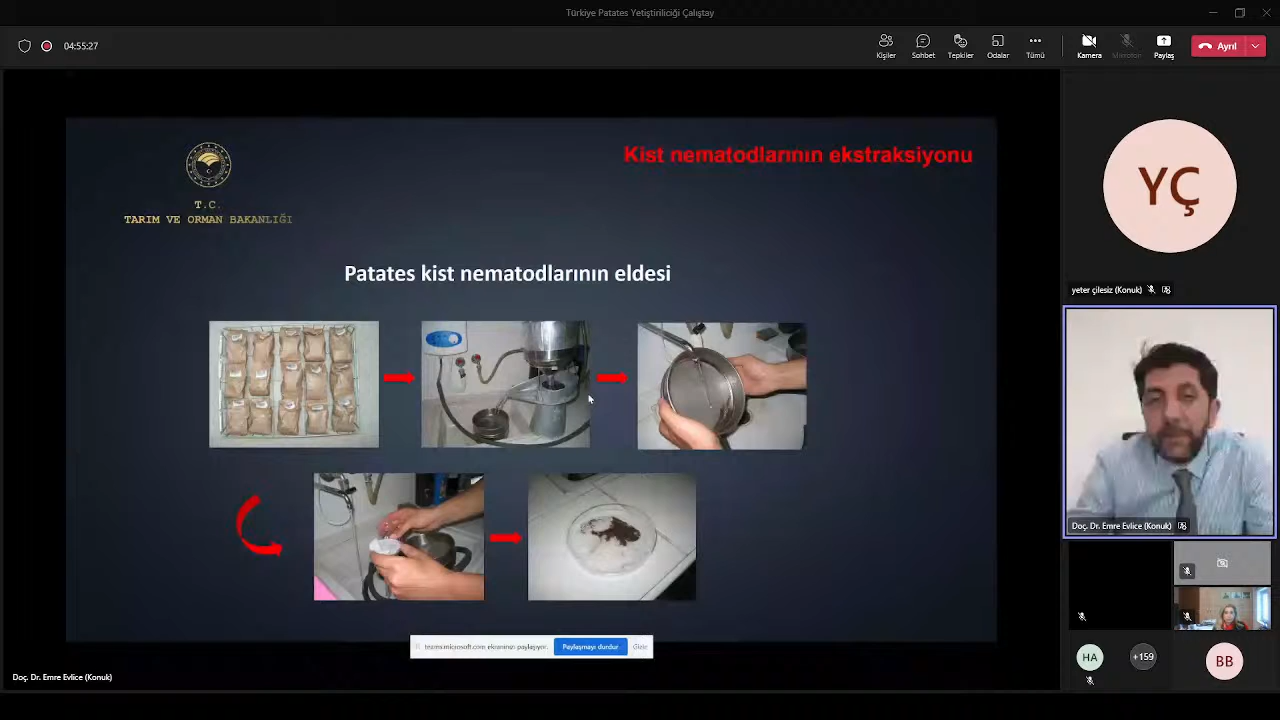 Türkiye Patates Yetiştiriciliği Çalıştay
04:55:27
Kişiler
Sohbet
Tepkiler
Odalar
Tümü
Kamera
Mikrofon
Paylaş
Ayrıl
Kist nematodlarının ekstraksiyonu
T.C.
TARIM VE ORMAN BAKANLIĞI
Patates kist nematodlarının eldesi
YÇ
yeter çilesiz (Konuk)
Doç. Dr. Emre Evlice (Konuk)
ekranınızı paylaşıyor.
Paylaşmayı durdur
Gizle
HA
+159
BB
Doç. Dr. Emre Evlice (Konuk)